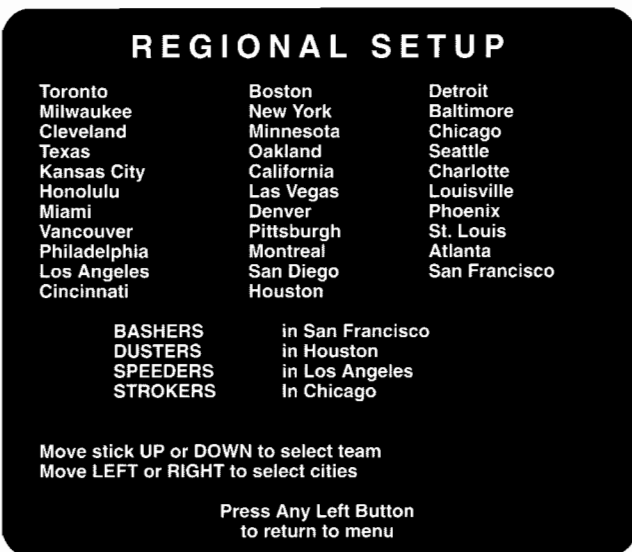 REGIONAL SETUP
Toronto Boston Detroit
Milwaukee New York Baltimore
Cleveland Minnesota Chicago
Texas Oakland Seattle
Kansas City California Charlotte
Honolulu Las Vegas Louisville
Miami Denver Phoenix
Vancouver Pittsburgh St. Louis
Philadelphia Montreal Atlanta
Los Angeles San Diego San Francisco
Cincinnati Houston
BASHERS in San Francisco
DUSTERS in Houston
SPEEDERS in Los Angeles
STROKERS In Chicago
Move stick UP or DOWN to select team
Move LEFT or RIGHT to select cities
Press Any Left Button
to return to menu